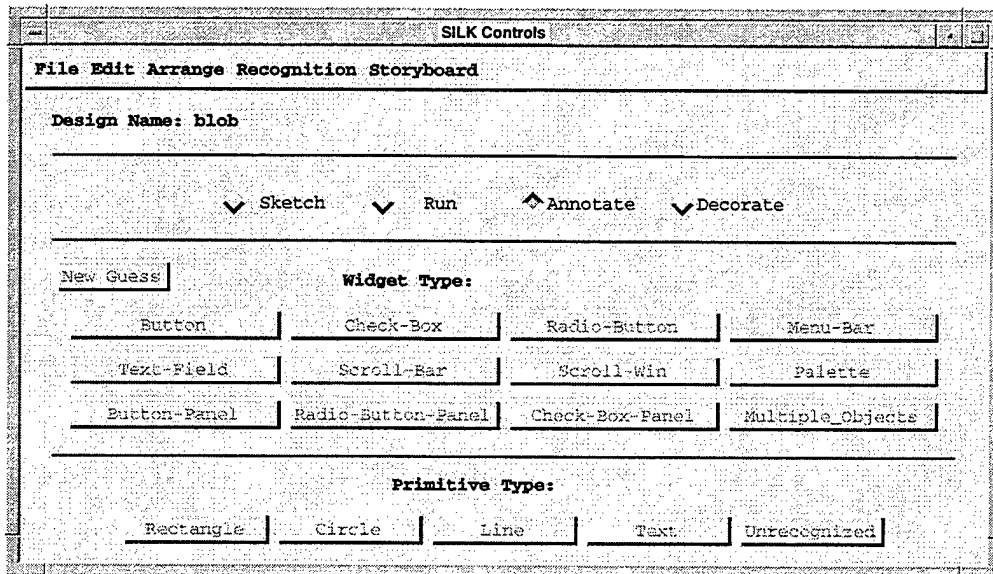 SILK Controls
File Edit Arrange Recognition Storyboard
Design Name: blob
Sketch Run Annotate Decorate
New Guess Widget Type:
Button Check-Box Radio-Button Menu-Bar
Text-Field Scroll-Bar Scroll-Win Palette
Button-Panel Radio-Button-Panel Check-Box-Panel Multiple_Objects
Primitive Type:
Rectangle Circle Line Text Unrecognized